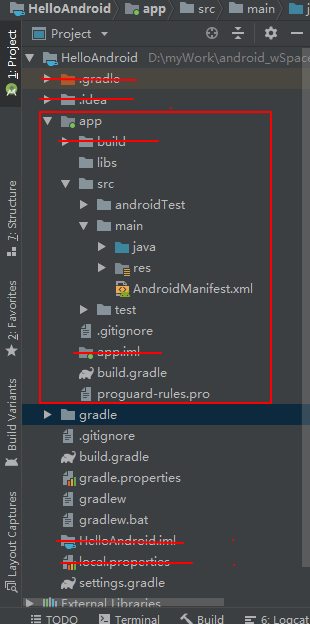 HelloAndroid app src main j
Project
HelloAndroid D:\myWork\android_wSpace
.gradle
.idea
app
build
libs
src
androidTest
main
java
res
AndroidManifest.xml
test
.gitignore
app.iml
build.gradle
proguard-rules.pro
gradle
.gitignore
build.gradle
gradle.properties
gradlew
gradlew.bat
HelloAndroid.iml
local.properties
settings.gradle
External Libraries
1: Project
7: Structure
2: Favorites
Build Variants
Layout Captures
TODO Terminal Build 6: Logcat